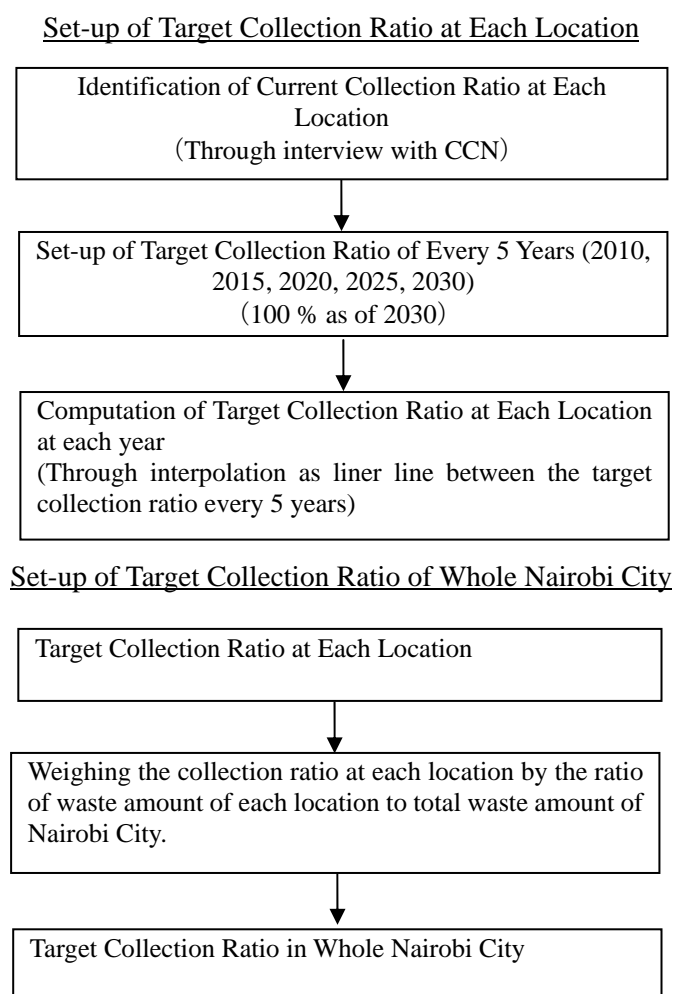 Set-up of Target Collection Ratio at Each Location
Identification of Current Collection Ratio at Each
Location
（Through interview with CCN）
Set-up of Target Collection Ratio of Every 5 Years (2010,
2015, 2020, 2025, 2030)
（100 % as of 2030）
Computation of Target Collection Ratio at Each Location
at each year
(Through interpolation as liner line between the target
collection ratio every 5 years)
Set-up of Target Collection Ratio of Whole Nairobi City
Target Collection Ratio at Each Location
Weighing the collection ratio at each location by the ratio
of waste amount of each location to total waste amount of
Nairobi City.
Target Collection Ratio in Whole Nairobi City